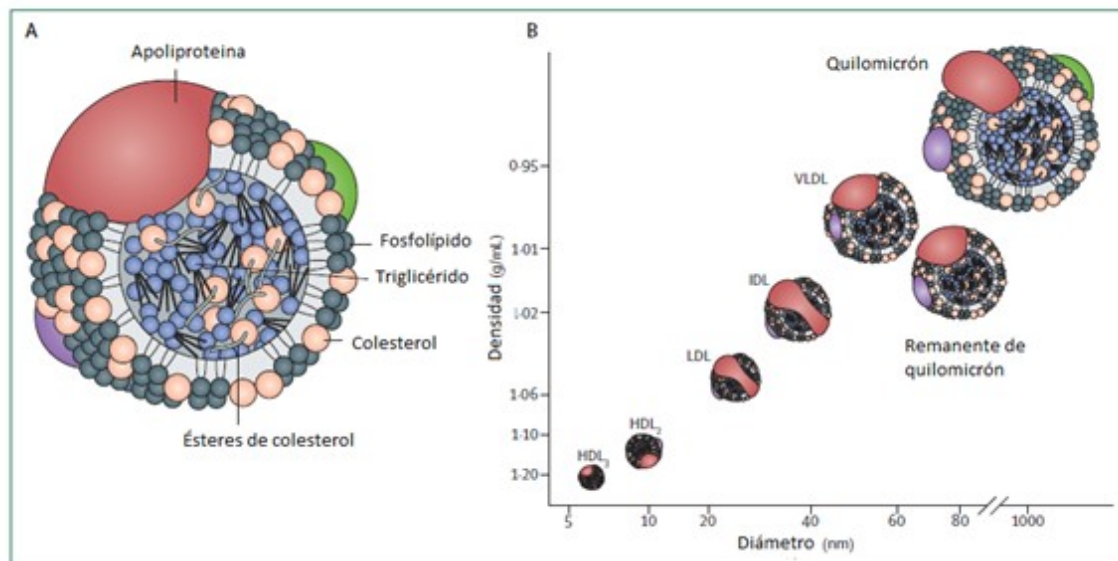 A
Apoliproteina
Fosfolípido
Triglicérido
Colesterol
Ésteres de colesterol
B
Quilomicrón
VLDL
IDL
LDL
HDL2
HDL3
Remanente de
quilomicrón
Densidad (g/mL)
0·95
1·01
1·02
1·06
1·10
1·20
5 10 20 40 60 80 1000
Diámetro (nm)